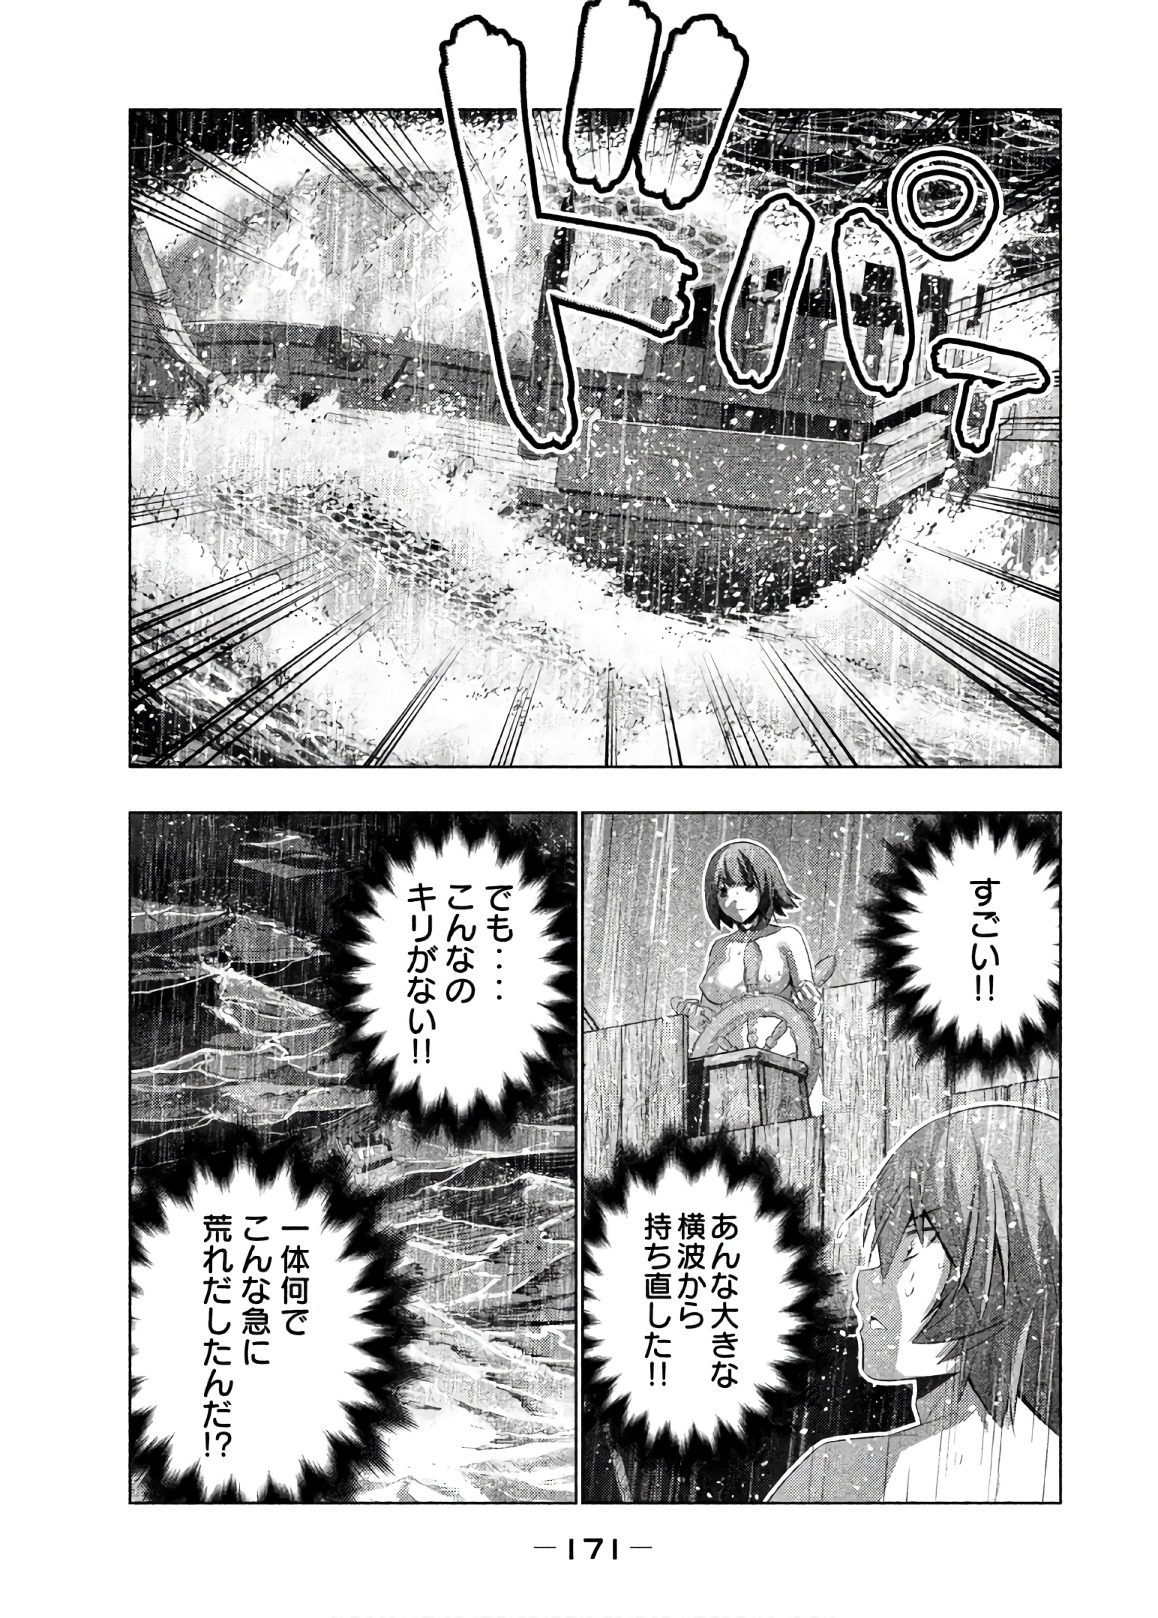 ドパァ
すごい!!
あんな大きな
横波から
持ち直した!!
でも‥‥
こんなの
キリがない!!
一体何で
こんな急に
荒れだしたんだ!?
—171—